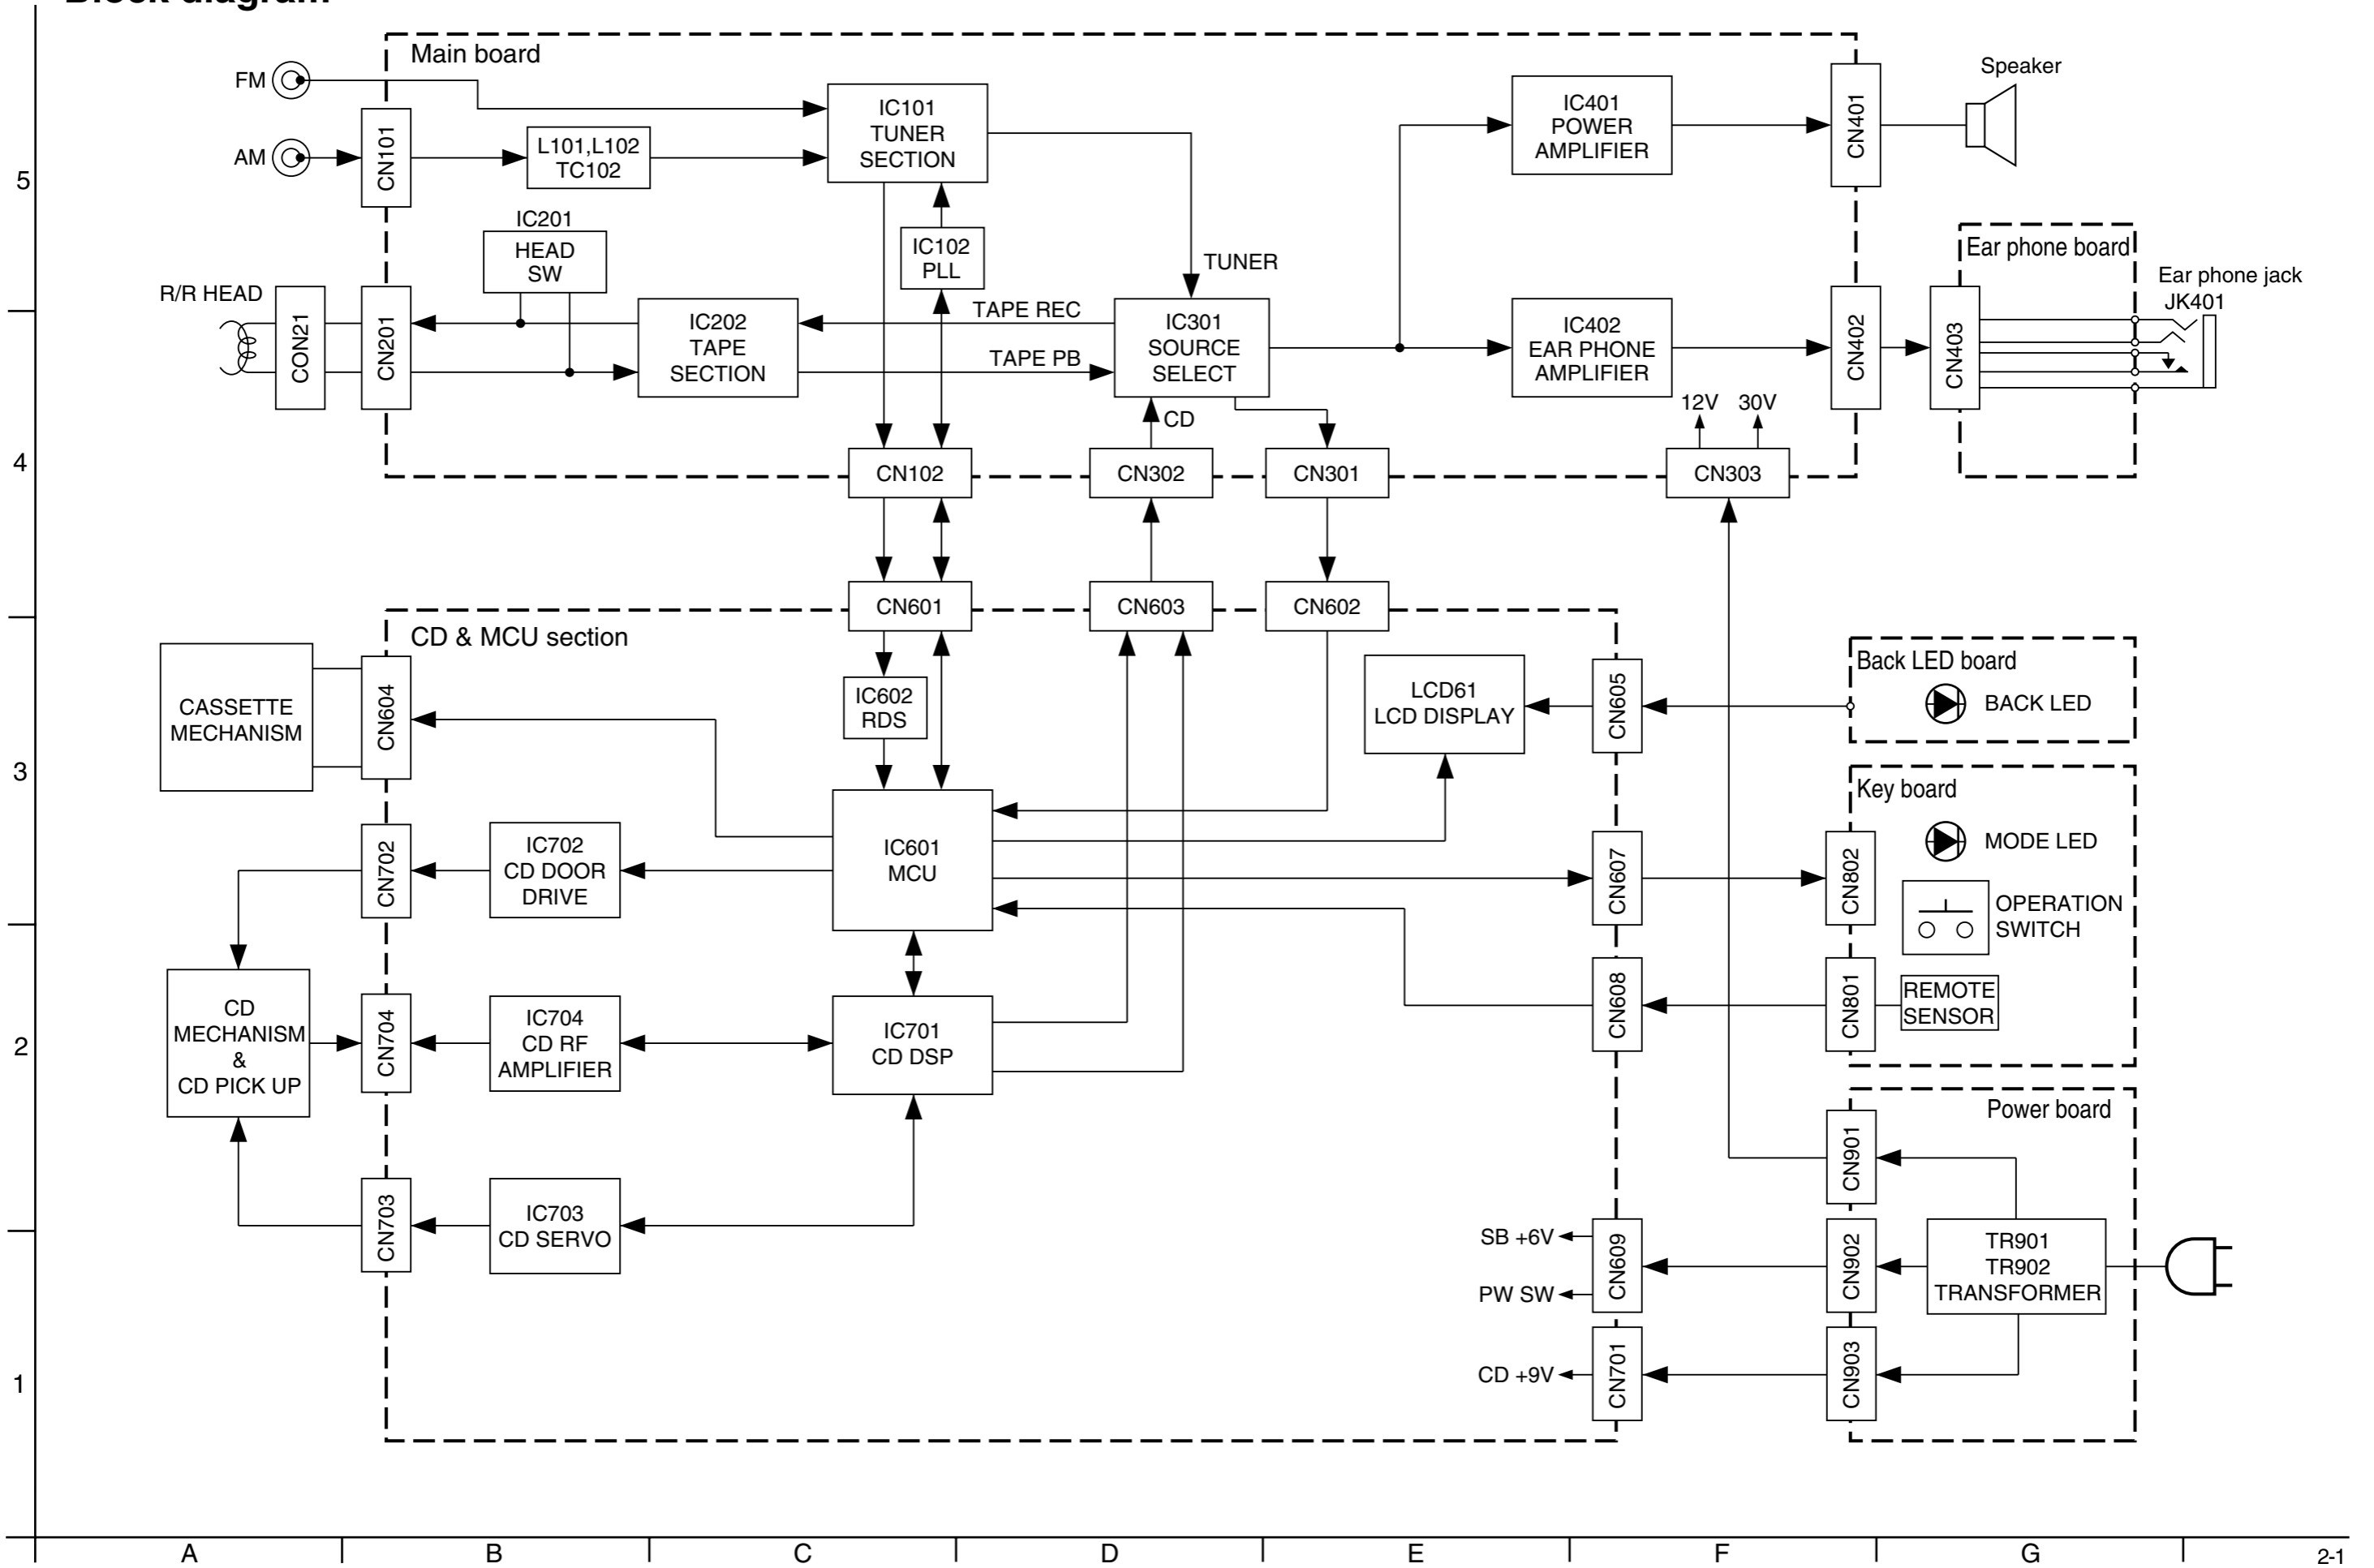 Block diagram
Main board
FM
AM
CN101
L101,L102
TC102
IC101
TUNER
SECTION
IC401
POWER
AMPLIFIER
CN401
Speaker
5
IC201
HEAD
SW
IC102
PLL
TUNER
Ear phone board
Ear phone jack
JK401
R/R HEAD
CON21
CN201
IC202
TAPE
SECTION
TAPE REC
TAPE PB
IC301
SOURCE
SELECT
IC402
EAR PHONE
AMPLIFIER
CN402
CN403
CD
12V
30V
4
CN102
CN302
CN301
CN303
CN601
CN603
CN602
CD & MCU section
CASSETTE
MECHANISM
CN604
IC602
RDS
LCD61
LCD DISPLAY
CN605
Back LED board
BACK LED
3
Key board
MODE LED
CN702
IC702
CD DOOR
DRIVE
IC601
MCU
CN607
CN802
OPERATION
SWITCH
2
CD
MECHANISM
&
CD PICK UP
CN704
IC704
CD RF
AMPLIFIER
IC701
CD DSP
CN608
CN801
REMOTE
SENSOR
Power board
CN901
CN703
IC703
CD SERVO
SB +6V
PW SW
CN609
CN902
TR901
TR902
TRANSFORMER
1
CD +9V
CN701
CN903
A
B
C
D
E
F
G
2-1